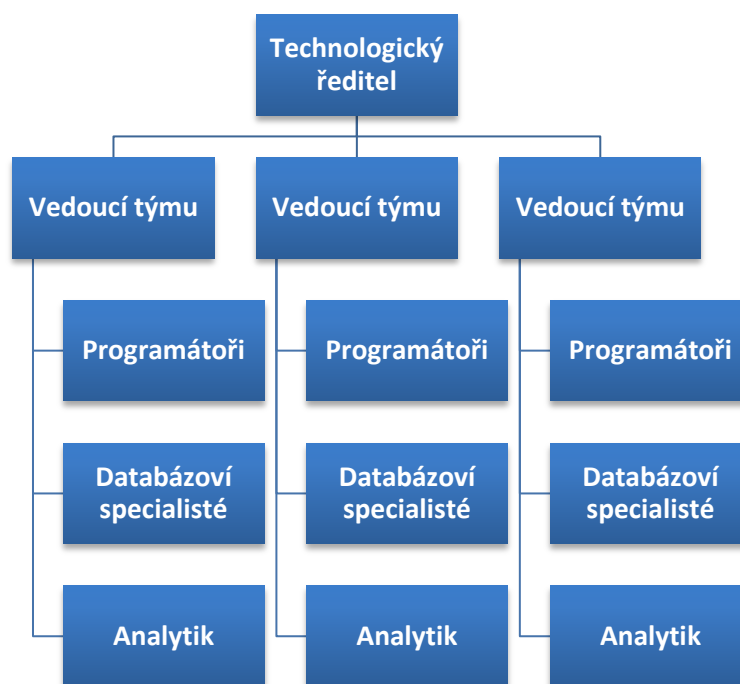 Technologický
ředitel
Vedoucí týmu
Vedoucí týmu
Vedoucí týmu
Programátoři
Programátoři
Programátoři
Databázoví
specialisté
Databázoví
specialisté
Databázoví
specialisté
Analytik
Analytik
Analytik